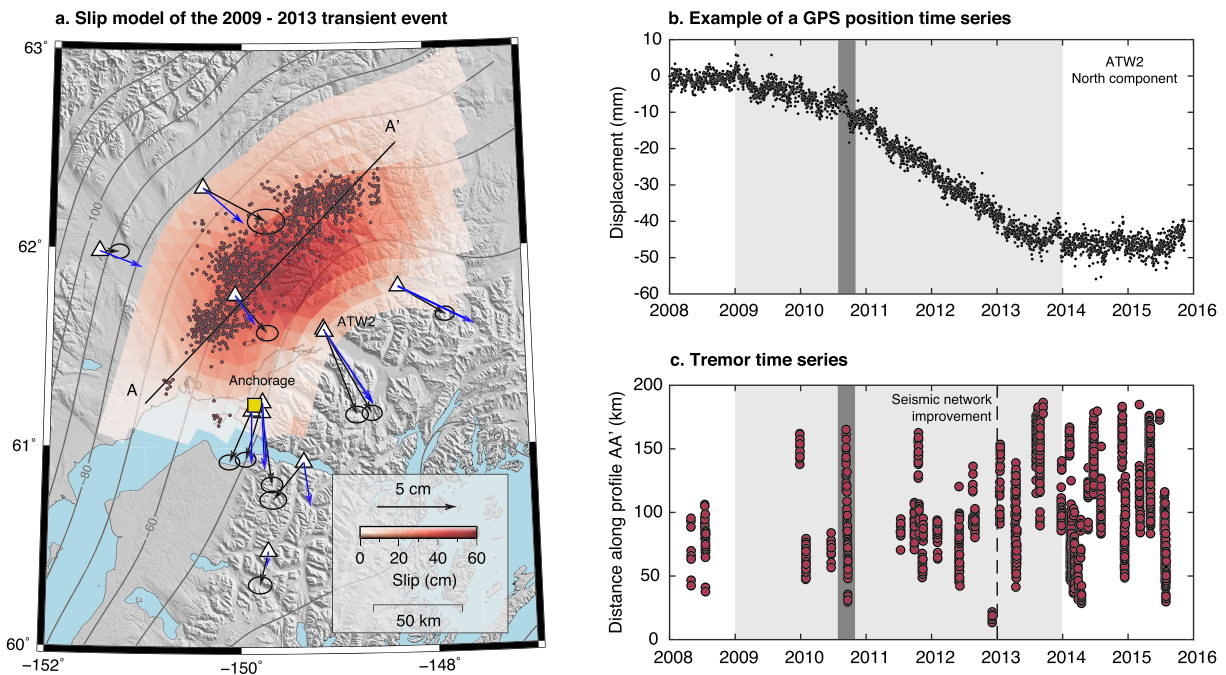 a. Slip model of the 2009 - 2013 transient event
63˚
62˚
61˚
60˚
−152˚
−150˚
−148˚
100
80
60
A'
A
ATW2
Anchorage
5 cm
0 20 40 60
Slip (cm)
50 km
b. Example of a GPS position time series
Displacement (mm)
10
0
-10
-20
-30
-40
-50
-60
ATW2
North component
2008 2009 2010 2011 2012 2013 2014 2015 2016
c. Tremor time series
Distance along profile AA' (km)
200
150
100
50
0
Seismic network
improvement
2008 2009 2010 2011 2012 2013 2014 2015 2016